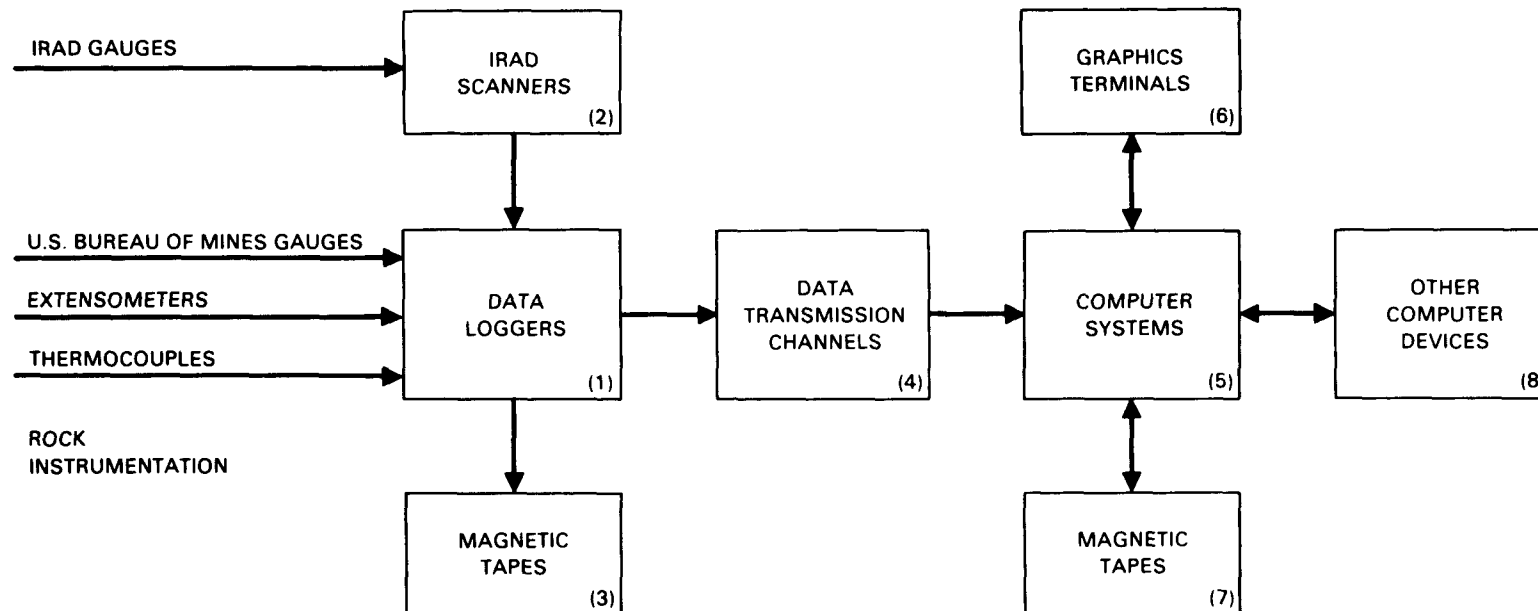 IRAD GAUGES
IRAD
SCANNERS
(2)
GRAPHICS
TERMINALS
(6)
U.S. BUREAU OF MINES GAUGES
EXTENSOMETERS
THERMOCOUPLES
DATA
LOGGERS
(1)
DATA
TRANSMISSION
CHANNELS
(4)
COMPUTER
SYSTEMS
(5)
OTHER
COMPUTER
DEVICES
(8
ROCK
INSTRUMENTATION
MAGNETIC
TAPES
(3)
MAGNETIC
TAPES
(7)